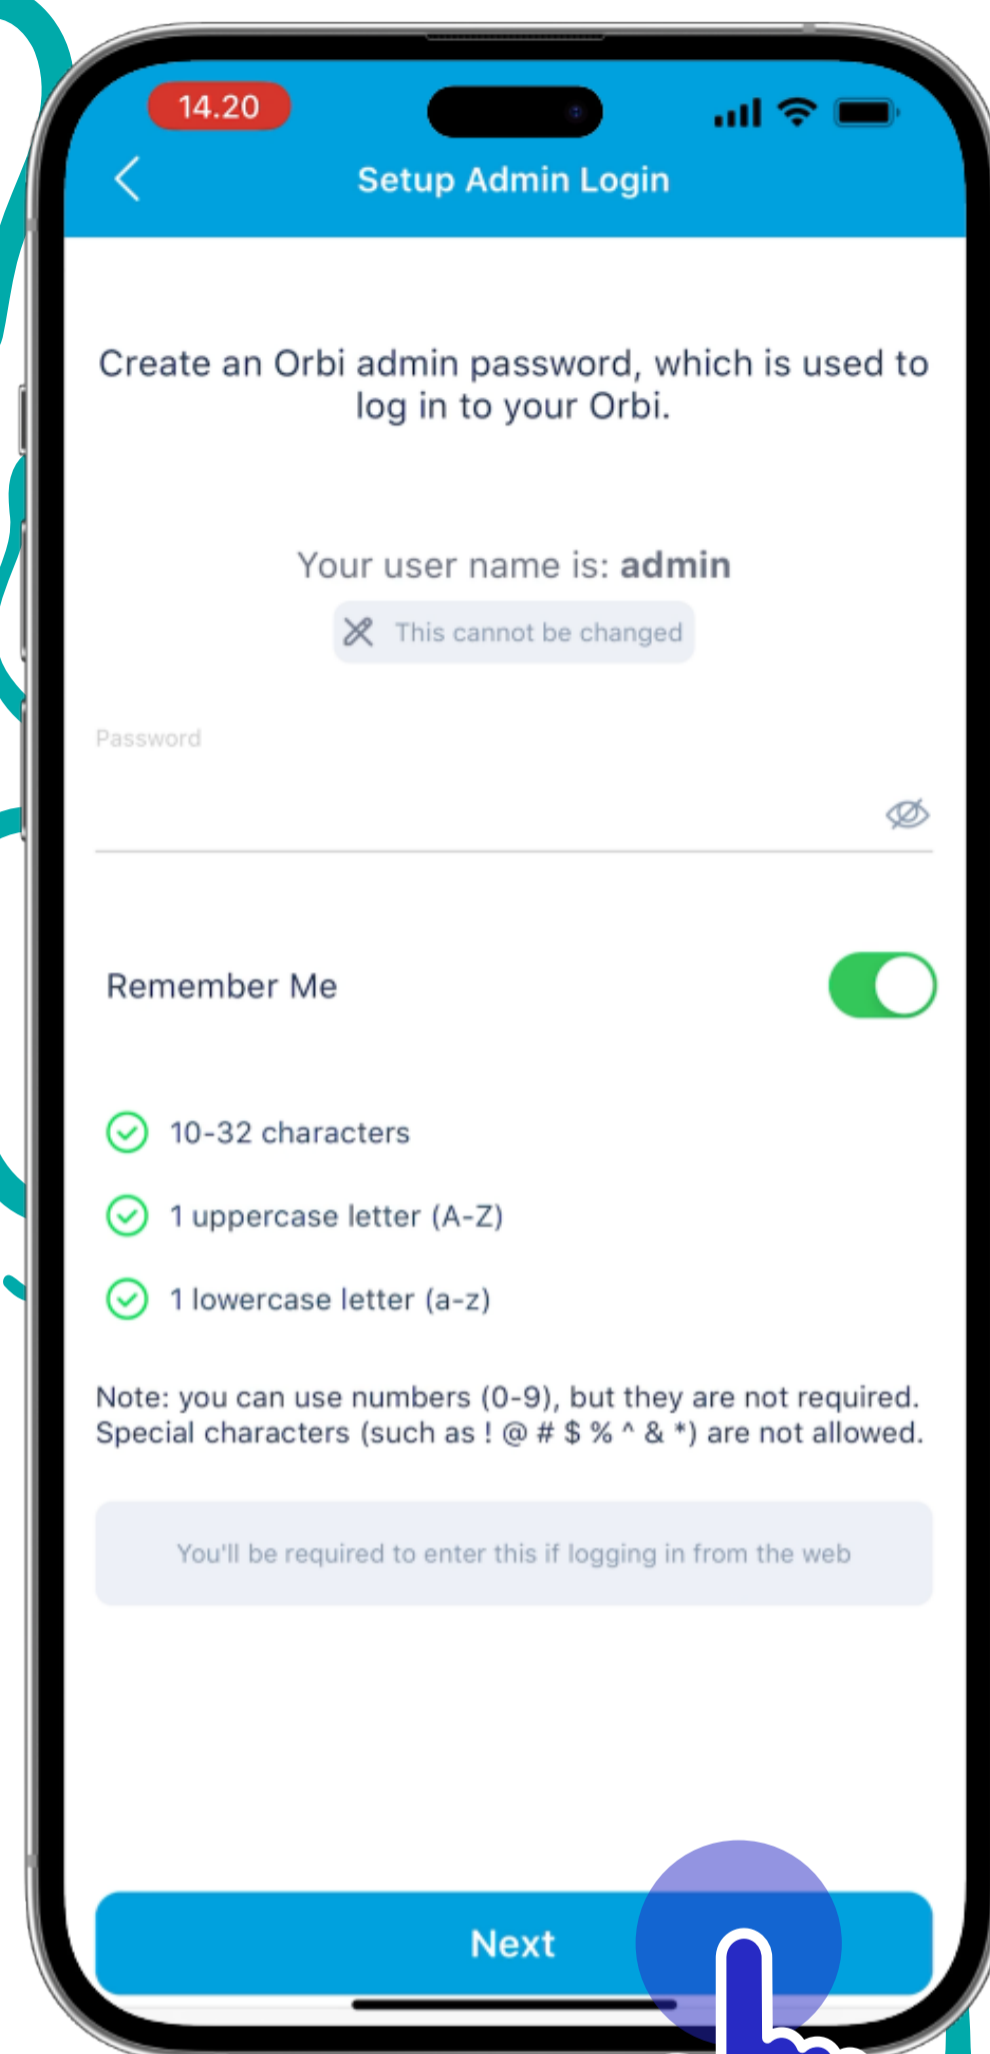 14.20
Setup Admin Login
Create an Orbi admin password, which is used to
log in to your Orbi.
Your user name is: admin
This cannot be changed
Password
Remember Me
10-32 characters
1 uppercase letter (A-Z)
1 lowercase letter (a-z)
Note: you can use numbers (0-9), but they are not required.
Special characters (such as ! @ # $ % ^ & *) are not allowed.
You'll be required to enter this if logging in from the web
Next